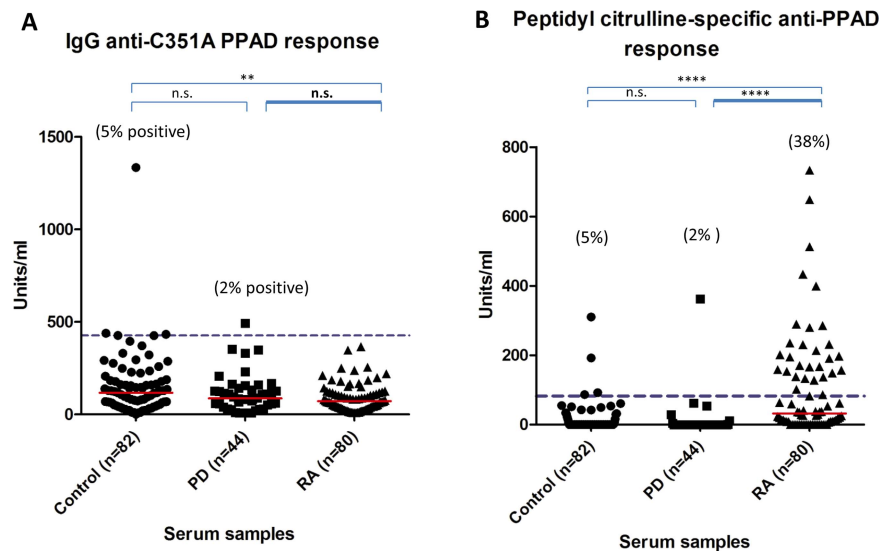 A
IgG anti-C351A PPAD response
**
n.s.
n.s.
(5% positive)
(2% positive)
1500
1000
500
0
Units/ml
Control (n=82)
PD (n=44)
RA (n=80)
Serum samples
B
Peptidyl citrulline-specific anti-PPAD
response
****
n.s.
****
(38%)
(5%)
(2% )
800
600
400
200
0
Units/ml
Control (n=82)
PD (n=44)
RA (n=80)
Serum samples